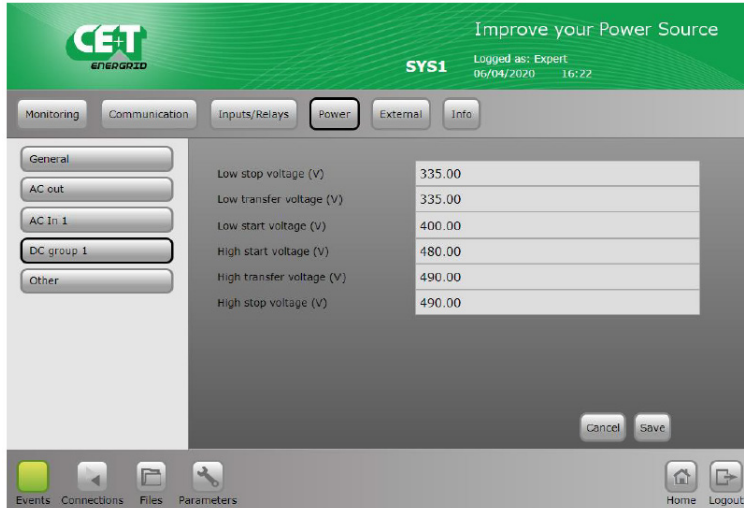 CE+T
ENERGRID
Improve your Power Source
SYS1
Logged as: Expert
06/04/2020 16:22
Monitoring Communication Inputs/Relays Power External Info
General
AC out
AC In 1
DC group 1
Other
Low stop voltage (V) 335.00
Low transfer voltage (V) 335.00
Low start voltage (V) 400.00
High start voltage (V) 480.00
High transfer voltage (V) 490.00
High stop voltage (V) 490.00
Cancel Save
Events Connections Files Parameters Home Logout